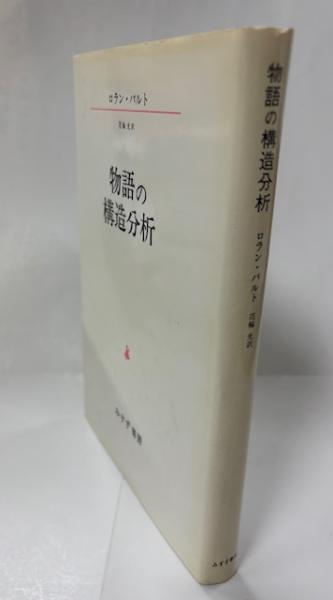 ロラン・バルト
花輪 光訳
物語の
構造分析
みすず書房
物語の構造分析
ロラン・バルト 花輪 光訳
みすず書房